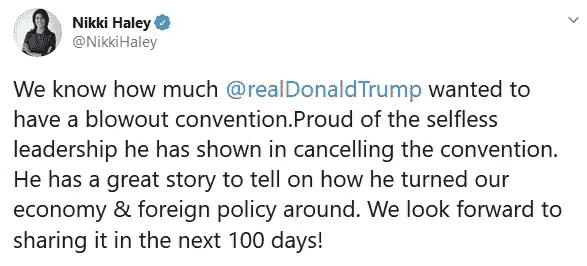 Nikki Haley
@NikkiHaley
We know how much @realDonaldTrump wanted to
have a blowout convention.Proud of the selfless
leadership he has shown in cancelling the convention.
He has a great story to tell on how he turned our
economy & foreign policy around. We look forward to
sharing it in the next 100 days!